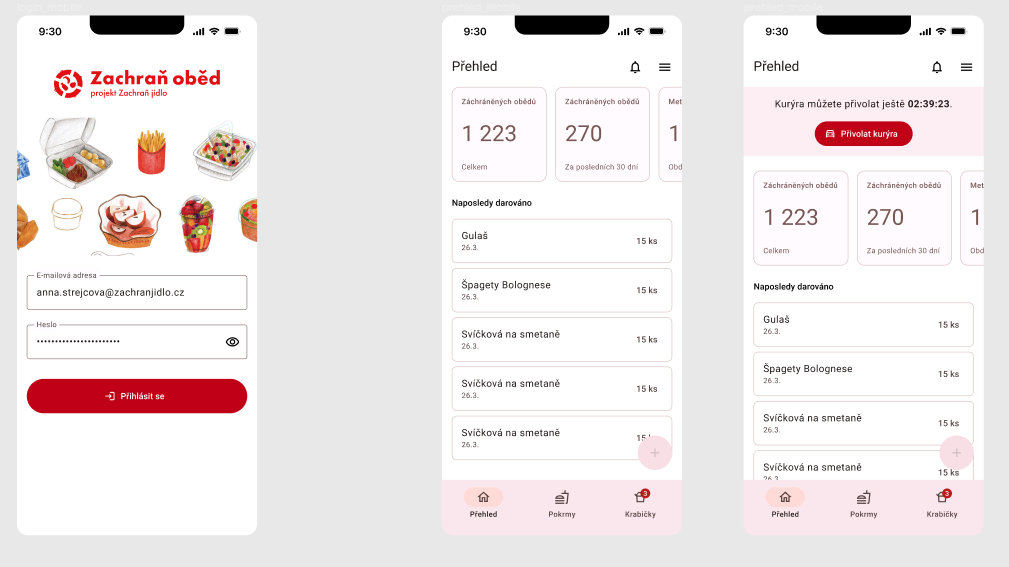 9:30
Zachraň oběd
projekt Zachraň jídlo
E-mailová adresa
anna.strejcova@zachranjidlo.cz
Heslo
Přihlásit se
9:30
Přehled
Záchráněných obědů
1 223
Celkem
Záchráněných obědů
270
Za posledních 30 dní
Met
1
Obd
Naposledy darováno
Gulaš
26.3.
15 ks
Špagety Bolognese
26.3.
15 ks
Svíčková na smetaně
26.3.
15 ks
Svíčková na smetaně
26.3.
15 ks
Svíčková na smetaně
26.3.
15
Přehled
Pokrmy
3
Krabičky
9:30
Přehled
Kurýra můžete přivolat ještě 02:39:23.
Přivolat kurýra
Záchráněných obědů
1 223
Celkem
Záchráněných obědů
270
Za posledních 30 dní
Met
1
Obd
Naposledy darováno
Gulaš
26.3.
15 ks
Špagety Bolognese
26.3.
15 ks
Svíčková na smetaně
26.3.
15 ks
Svíčková na smetaně
26.3.
15 ks
Přehled
Pokrmy
3
Krabičky